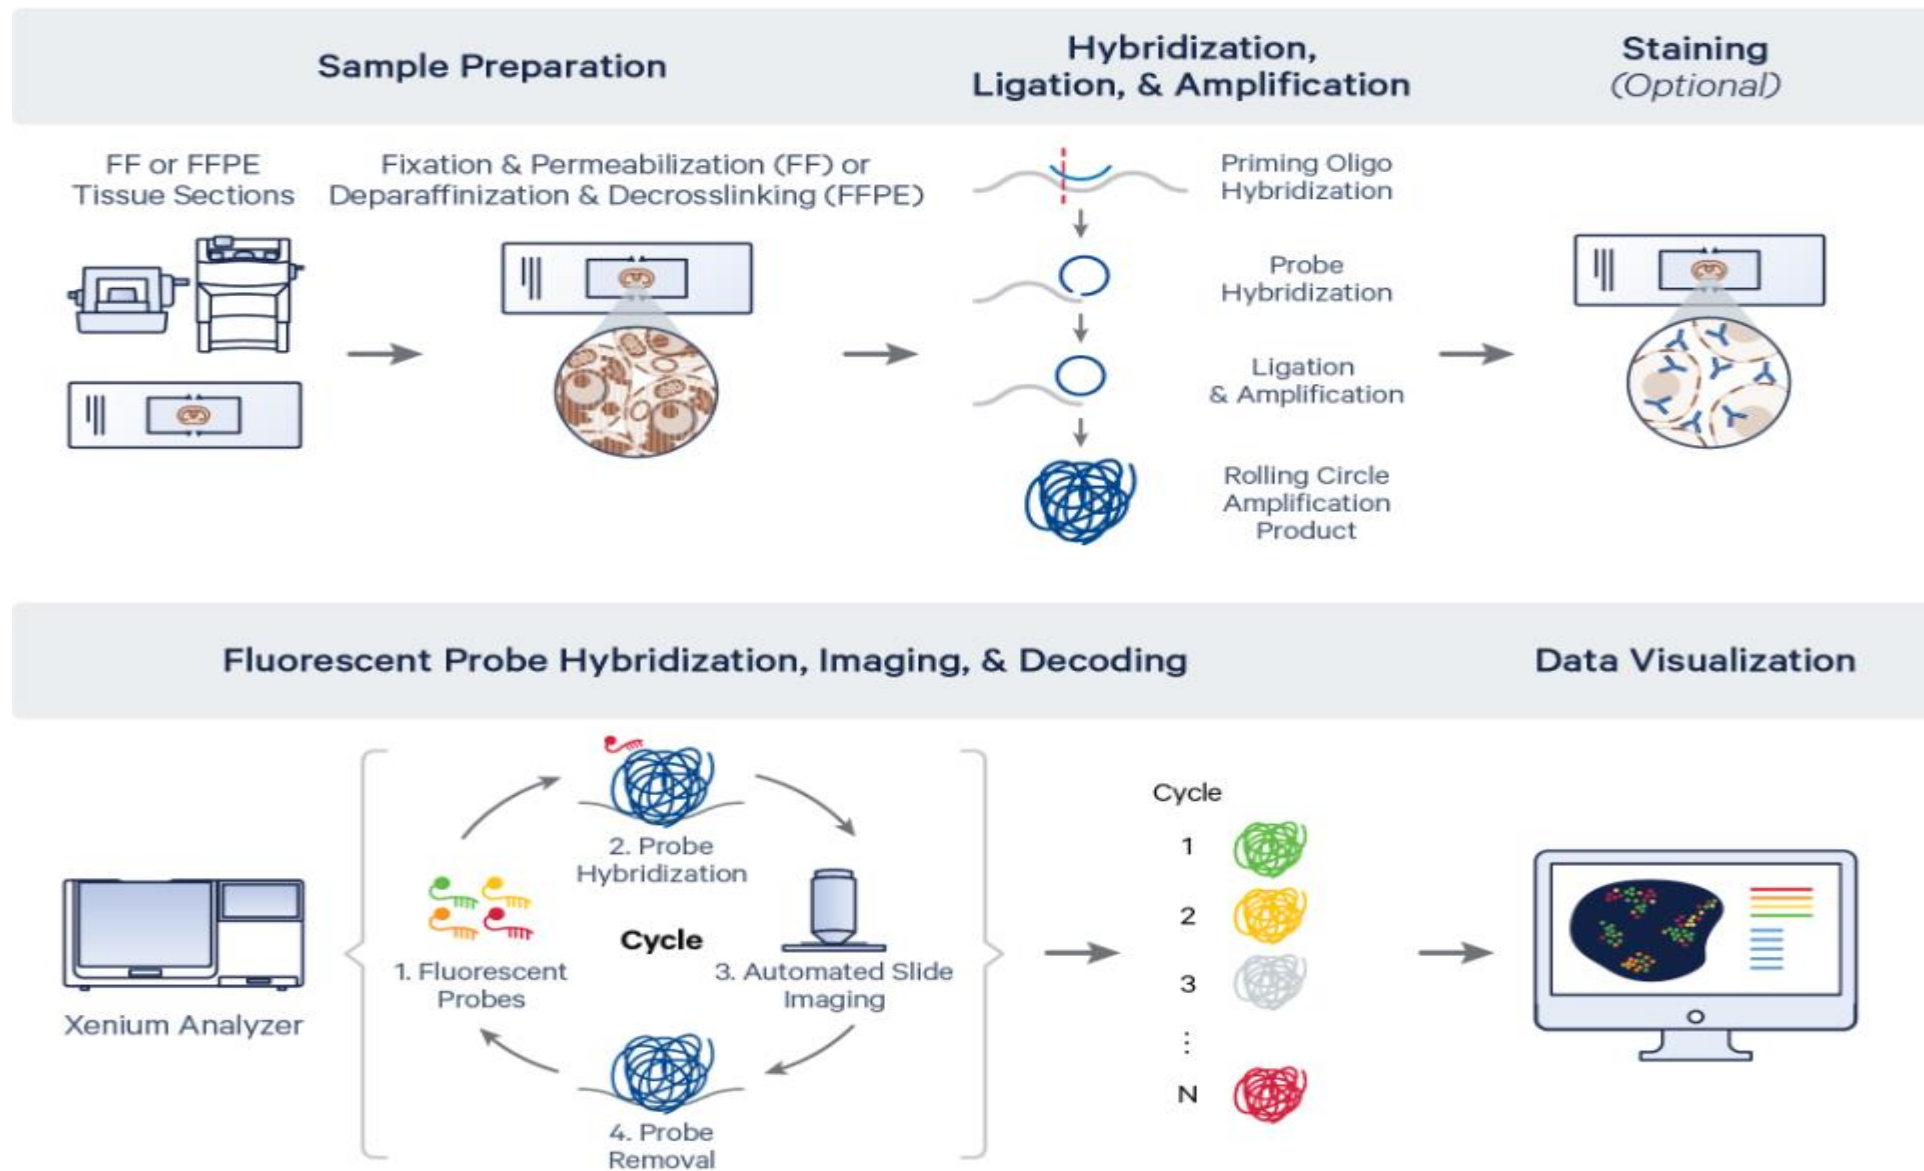 Sample Preparation
Hybridization,
Ligation, & Amplification
Staining
(Optional)
FF or FFPE
Tissue Sections
Fixation & Permeabilization (FF) or
Deparaffinization & Decrosslinking (FFPE)
Priming Oligo
Hybridization
Probe
Hybridization
Ligation
& Amplification
Rolling Circle
Amplification
Product
Fluorescent Probe Hybridization, Imaging, & Decoding
Data Visualization
Xenium Analyzer
1. Fluorescent
Probes
2. Probe
Hybridization
Cycle
3. Automated Slide
Imaging
4. Probe
Removal
Cycle
1
2
3
⋮
N